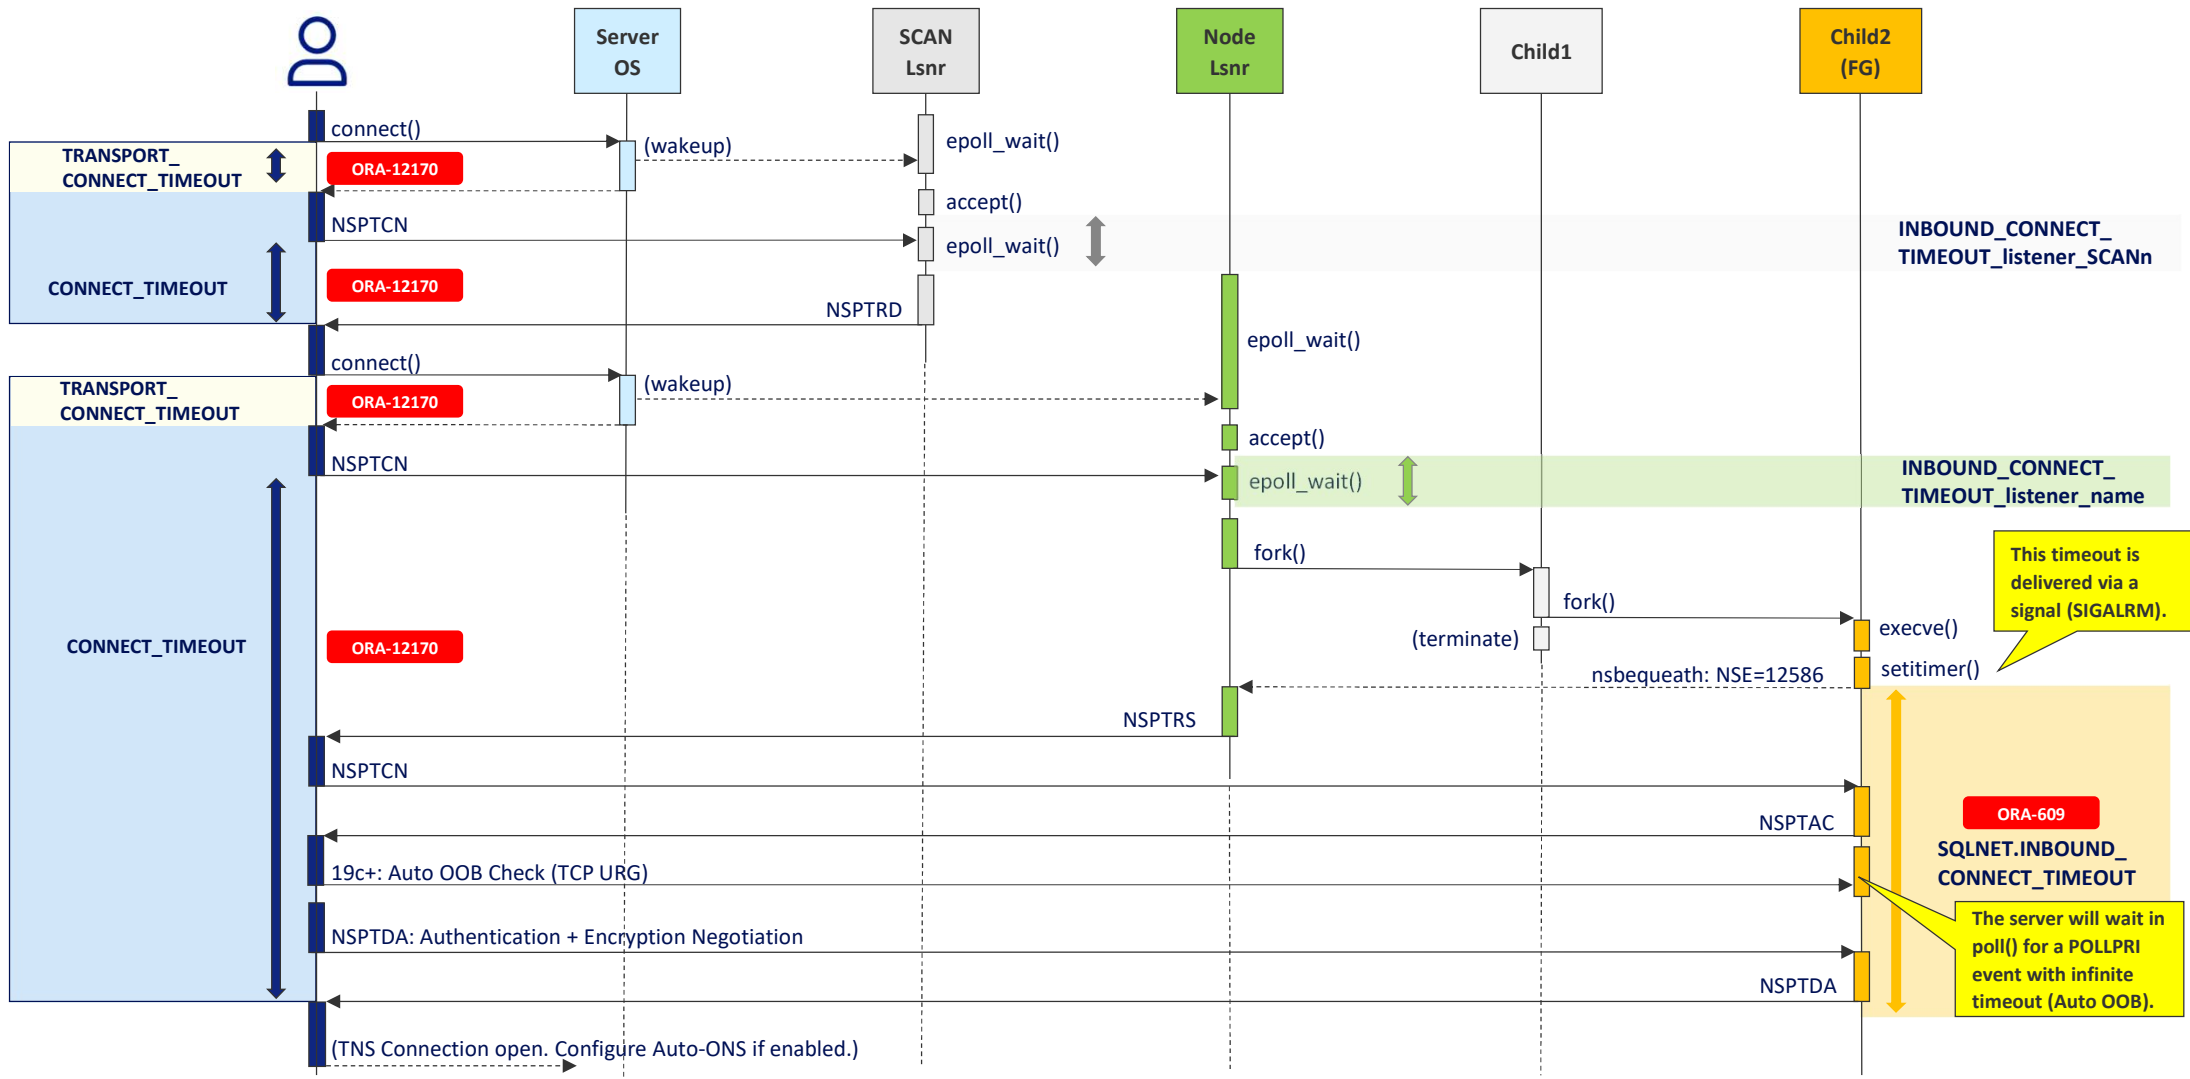 Server
OS
SCAN
Lsnr
Node
Lsnr
Child1
Child2
(FG)
connect()
(wakeup)
epoll_wait()
TRANSPORT_
CONNECT_TIMEOUT
ORA-12170
accept()
NSPTCN
epoll_wait()
INBOUND_CONNECT_
TIMEOUT_listener_SCANn
CONNECT_TIMEOUT
ORA-12170
NSPTRD
epoll_wait()
connect()
(wakeup)
TRANSPORT_
CONNECT_TIMEOUT
ORA-12170
accept()
NSPTCN
epoll_wait()
INBOUND_CONNECT_
TIMEOUT_listener_name
fork()
This timeout is
delivered via a
signal (SIGALRM).
fork()
execve()
(terminate)
CONNECT_TIMEOUT
ORA-12170
setitimer()
nsbequeath: NSE=12586
NSPTRS
NSPTCN
ORA-609
NSPTAC
SQLNET.INBOUND_
CONNECT_TIMEOUT
19c+: Auto OOB Check (TCP URG)
The server will wait in
poll() for a POLLPRI
event with infinite
timeout (Auto OOB).
NSPTDA: Authentication + Encryption Negotiation
NSPTDA
(TNS Connection open. Configure Auto-ONS if enabled.)